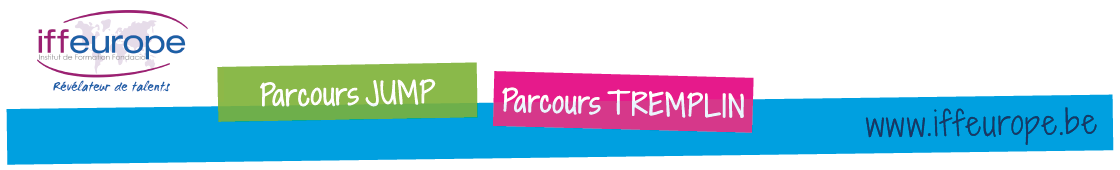 iffeurope
Institut de Formation Fondacio
Révélateur de talents
Parcours JUMP
Parcours TREMPLIN
www.iffeurope.be